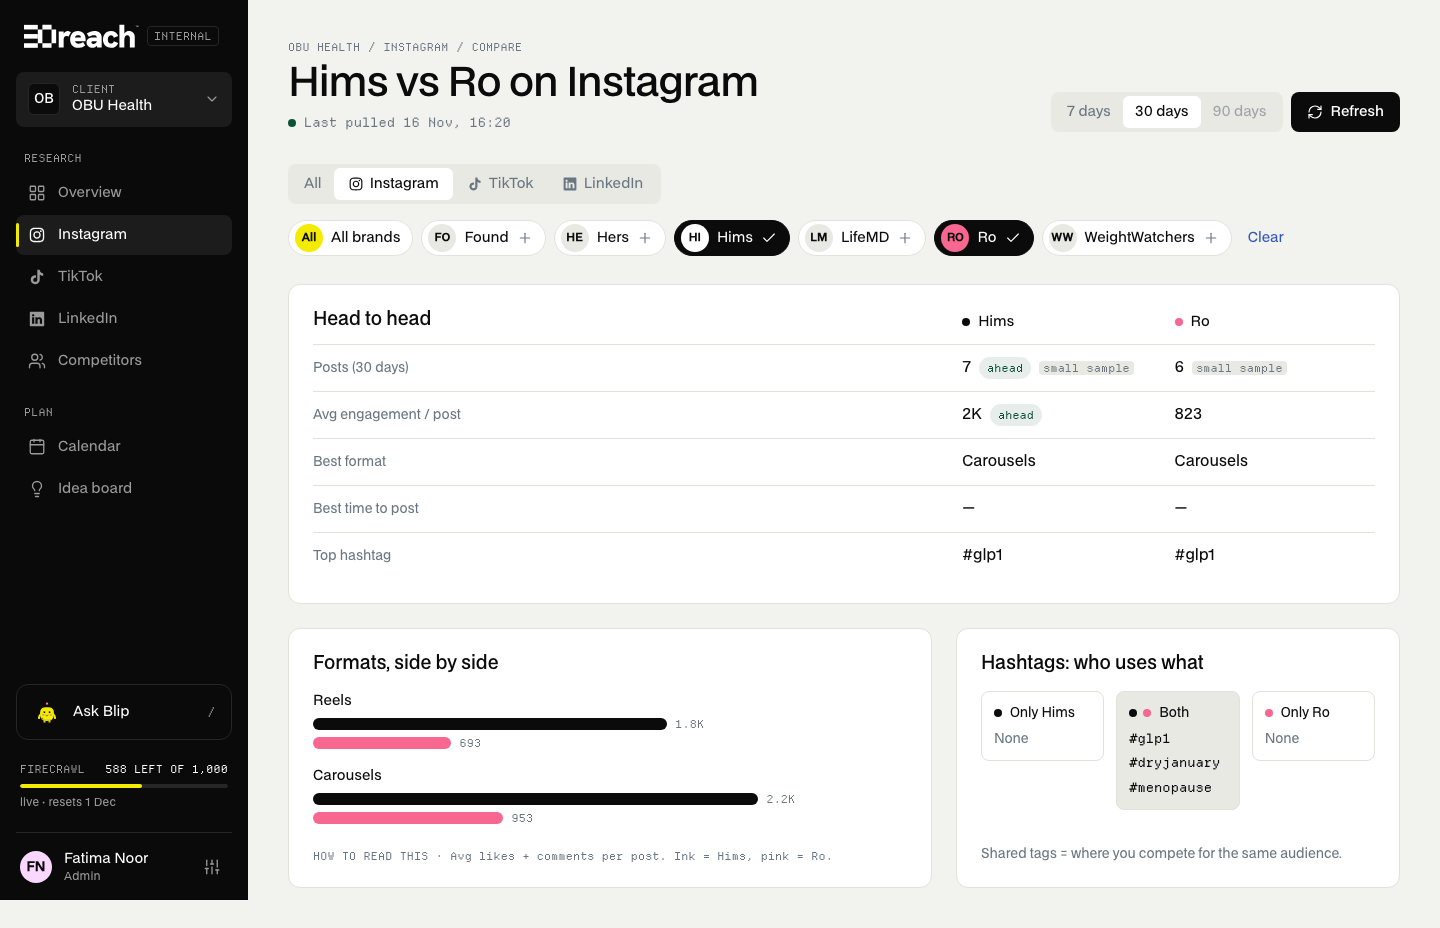 reach
INTERNAL
OB
CLIENT
OBU Health
RESEARCH
Overview
Instagram
TikTok
LinkedIn
Competitors
PLAN
Calendar
Idea board
Ask Blip /
FIRECRAWL 588 LEFT OF 1,000
live · resets 1 Dec
FN
Fatima Noor
Admin
OBU HEALTH / INSTAGRAM / COMPARE
Hims vs Ro on Instagram
Last pulled 16 Nov, 16:20
7 days 30 days 90 days Refresh
All Instagram TikTok LinkedIn
All All brands FO Found HE Hers HI Hims LM LifeMD RO Ro WW WeightWatchers Clear
Head to head Hims Ro
Posts (30 days) 7 ahead small sample 6 small sample
Avg engagement / post 2K ahead 823
Best format Carousels Carousels
Best time to post — —
Top hashtag #glp1 #glp1
Formats, side by side
Reels
1.8K
693
Carousels
2.2K
953
HOW TO READ THIS · Avg likes + comments per post. Ink = Hims, pink = Ro.
Hashtags: who uses what
Only Hims
None
Both
#glp1
#dryjanuary
#menopause
Only Ro
None
Shared tags = where you compete for the same audience.